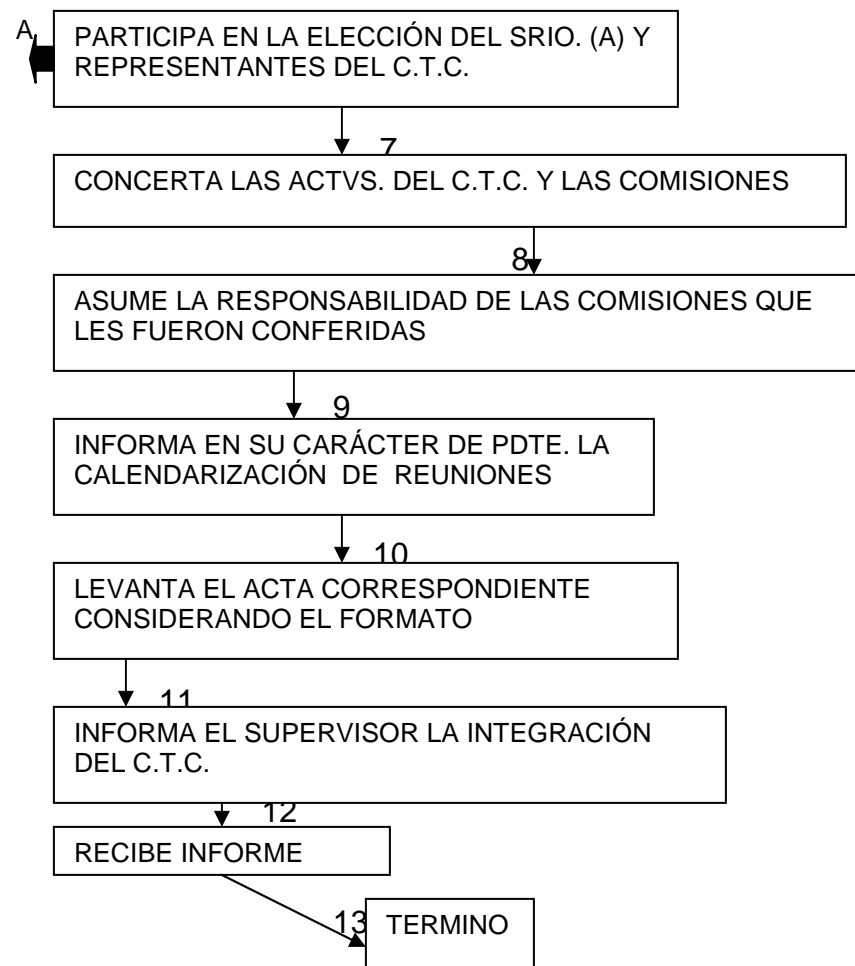 A
PARTICIPA EN LA ELECCIÓN DEL SRIO. (A) Y
REPRESENTANTES DEL C.T.C.
7
CONCERTA LAS ACTVS. DEL C.T.C. Y LAS COMISIONES
8
ASUME LA RESPONSABILIDAD DE LAS COMISIONES QUE
LES FUERON CONFERIDAS
9
INFORMA EN SU CARÁCTER DE PDTE. LA
CALENDARIZACIÓN DE REUNIONES
10
LEVANTA EL ACTA CORRESPONDIENTE
CONSIDERANDO EL FORMATO
11
INFORMA EL SUPERVISOR LA INTEGRACIÓN
DEL C.T.C.
12
RECIBE INFORME
13
TERMINO